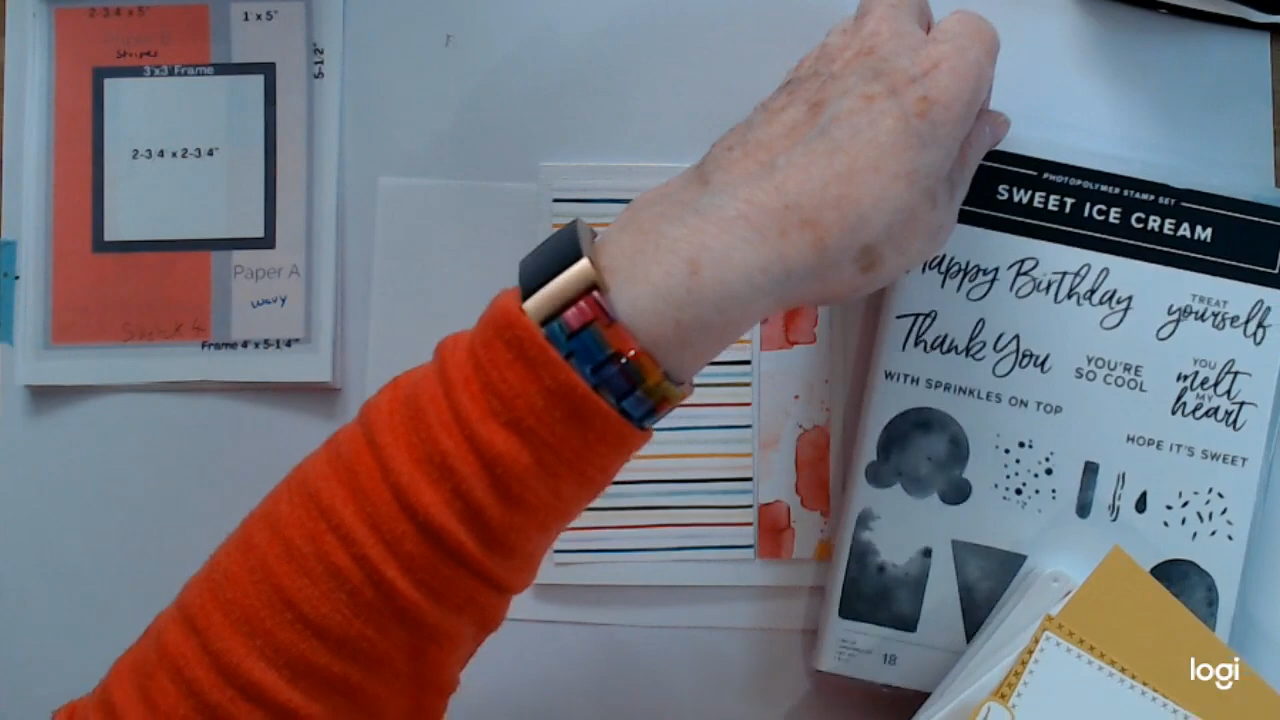 2-3/4 x 5"
1 x 5"
Stripes
5-1/2"
3"x3" Frame
2-3/4" x 2-3/4"
Paper A
wavy
Frame 4" x 5-1/4"
PHOTOPOLYMER STAMP SET
SWEET ICE CREAM
Happy Birthday
TREAT
yourself
Thank You
YOU'RE
SO COOL
YOU
melt
MY
heart
WITH SPRINKLES ON TOP
HOPE IT'S SWEET
18
logi